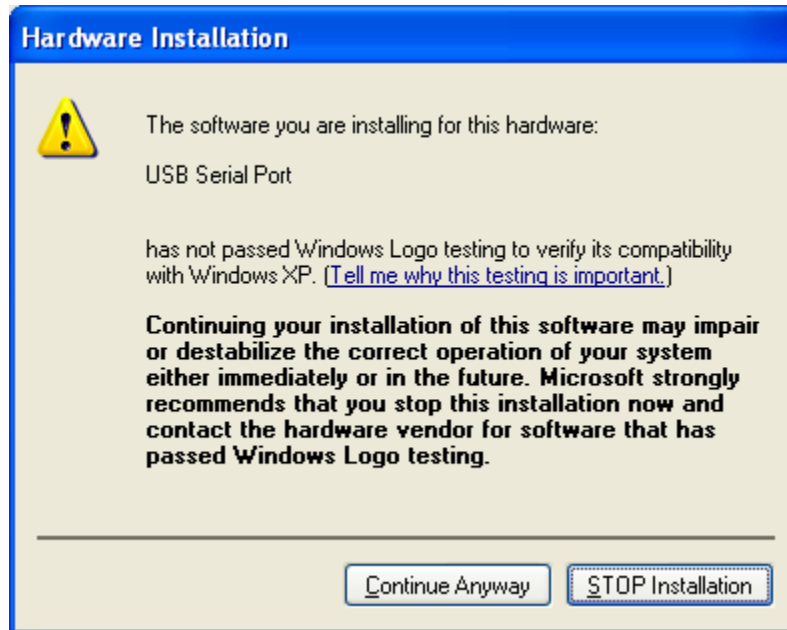 Hardware Installation
The software you are installing for this hardware:
USB Serial Port
has not passed Windows Logo testing to verify its compatibility
with Windows XP. (Tell me why this testing is important.)
Continuing your installation of this software may impair
or destabilize the correct operation of your system
either immediately or in the future. Microsoft strongly
recommends that you stop this installation now and
contact the hardware vendor for software that has
passed Windows Logo testing.
Continue Anyway STOP Installation